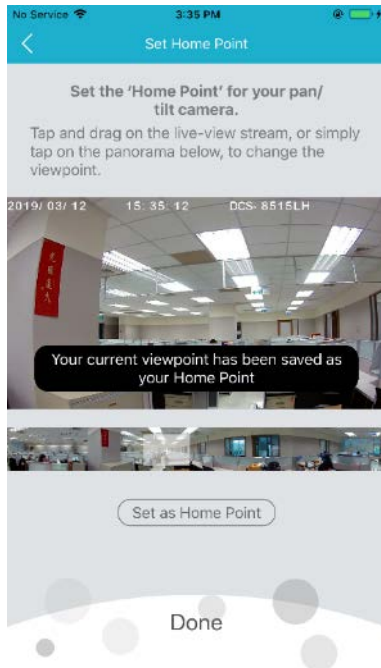 No Service 3:35 PM
Set Home Point
Set the 'Home Point' for your pan/
tilt camera.
Tap and drag on the live-view stream, or simply
tap on the panorama below, to change the
viewpoint.
2019/ 03/ 12 15: 35: 12 DCS- 8515LH
Your current viewpoint has been saved as
your Home Point
Set as Home Point
Done